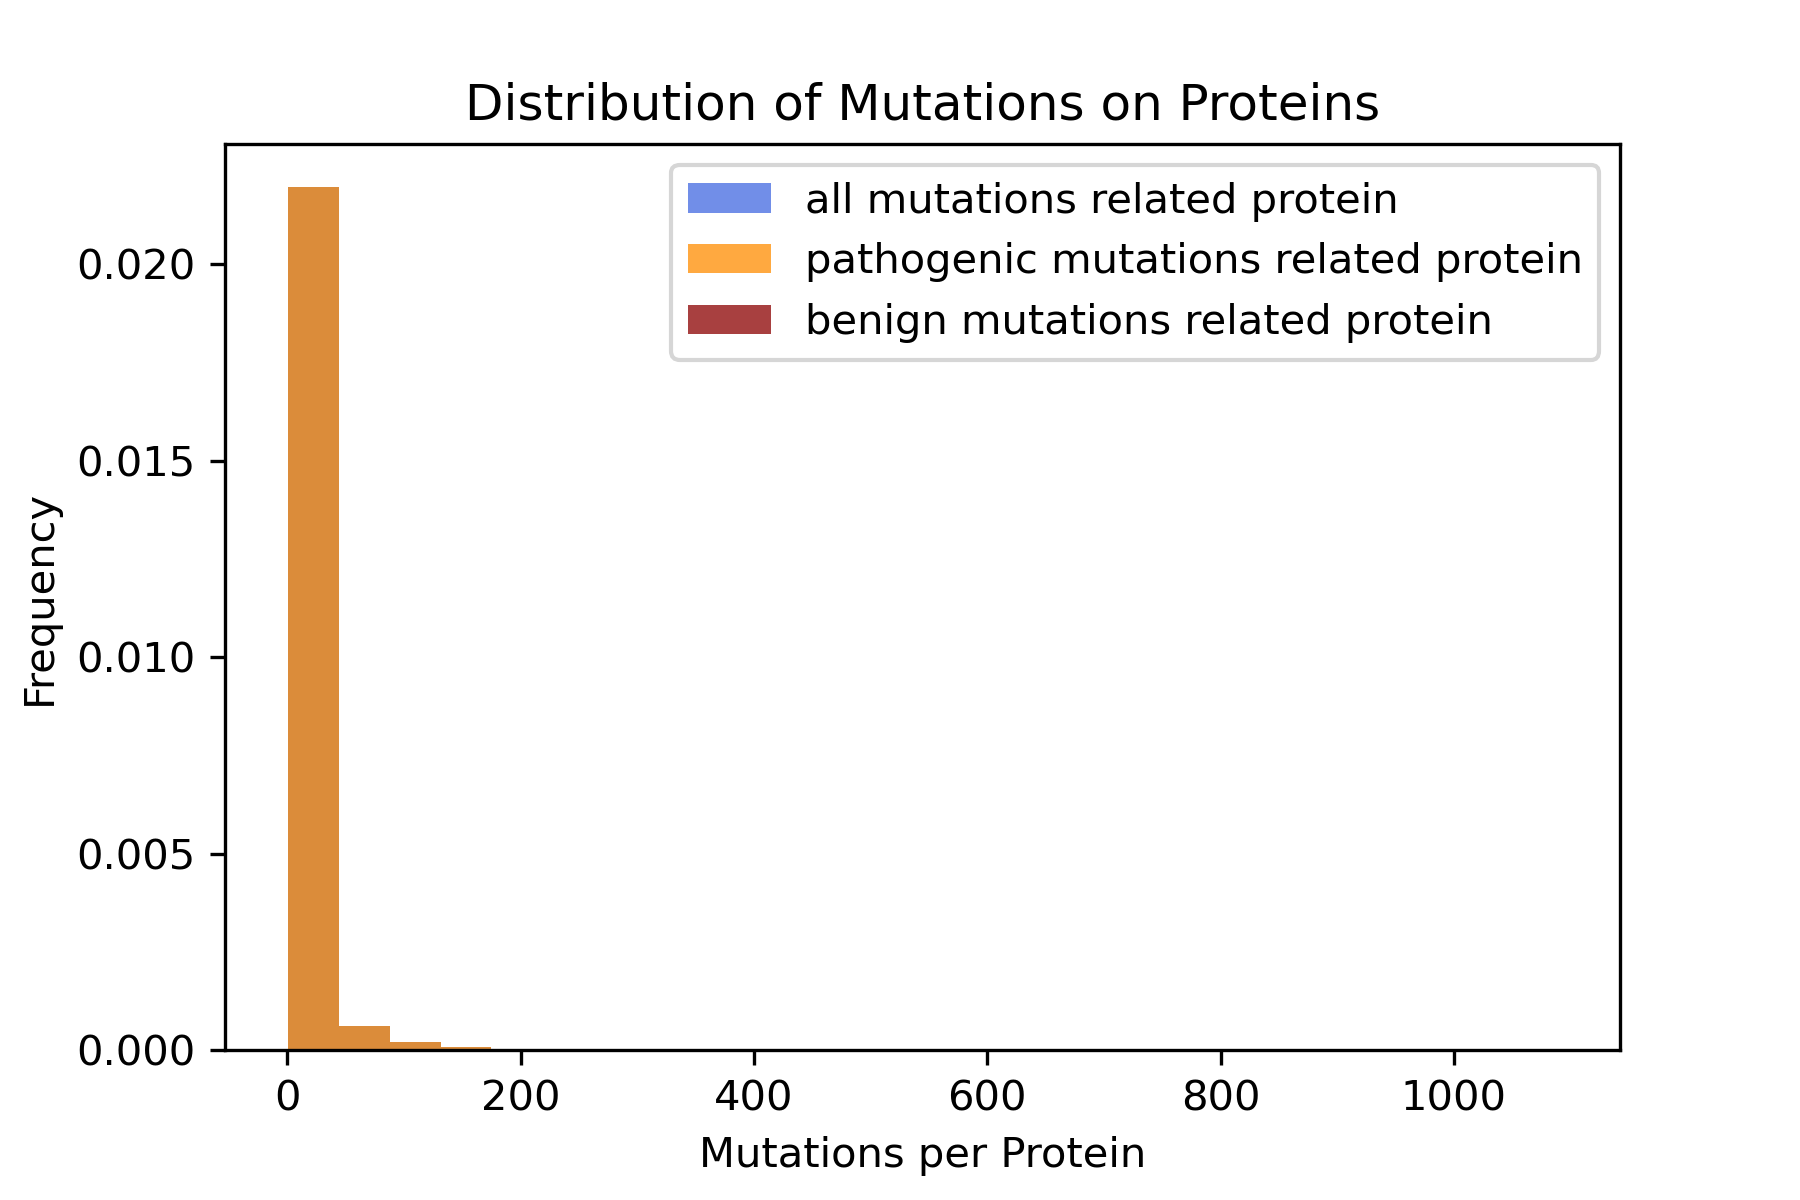 Distribution of Mutations on Proteins
all mutations related protein
pathogenic mutations related protein
benign mutations related protein
0.020
0.015
0.010
0.005
0.000
Frequency
0 200 400 600 800 1000
Mutations per Protein